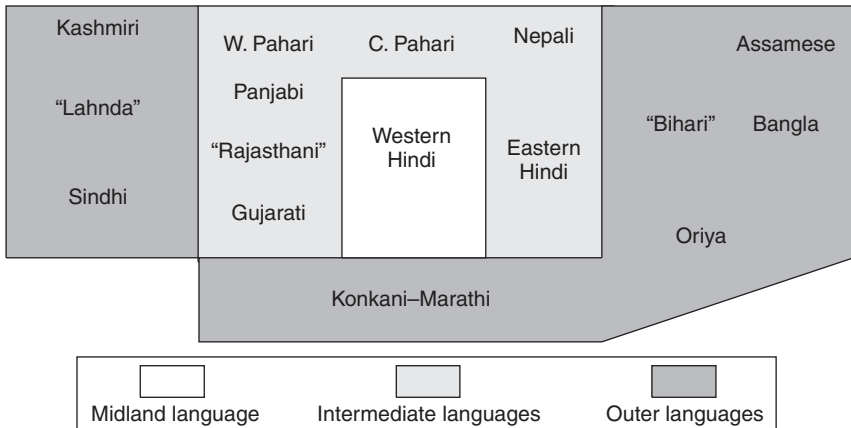 Kashmiri
W. Pahari
C. Pahari
Nepali
Assamese
Panjabi
“Lahnda”
“Rajasthani”
Western
Hindi
Eastern
Hindi
“Bihari”
Bangla
Sindhi
Gujarati
Oriya
Konkani–Marathi
Midland language
Intermediate languages
Outer languages